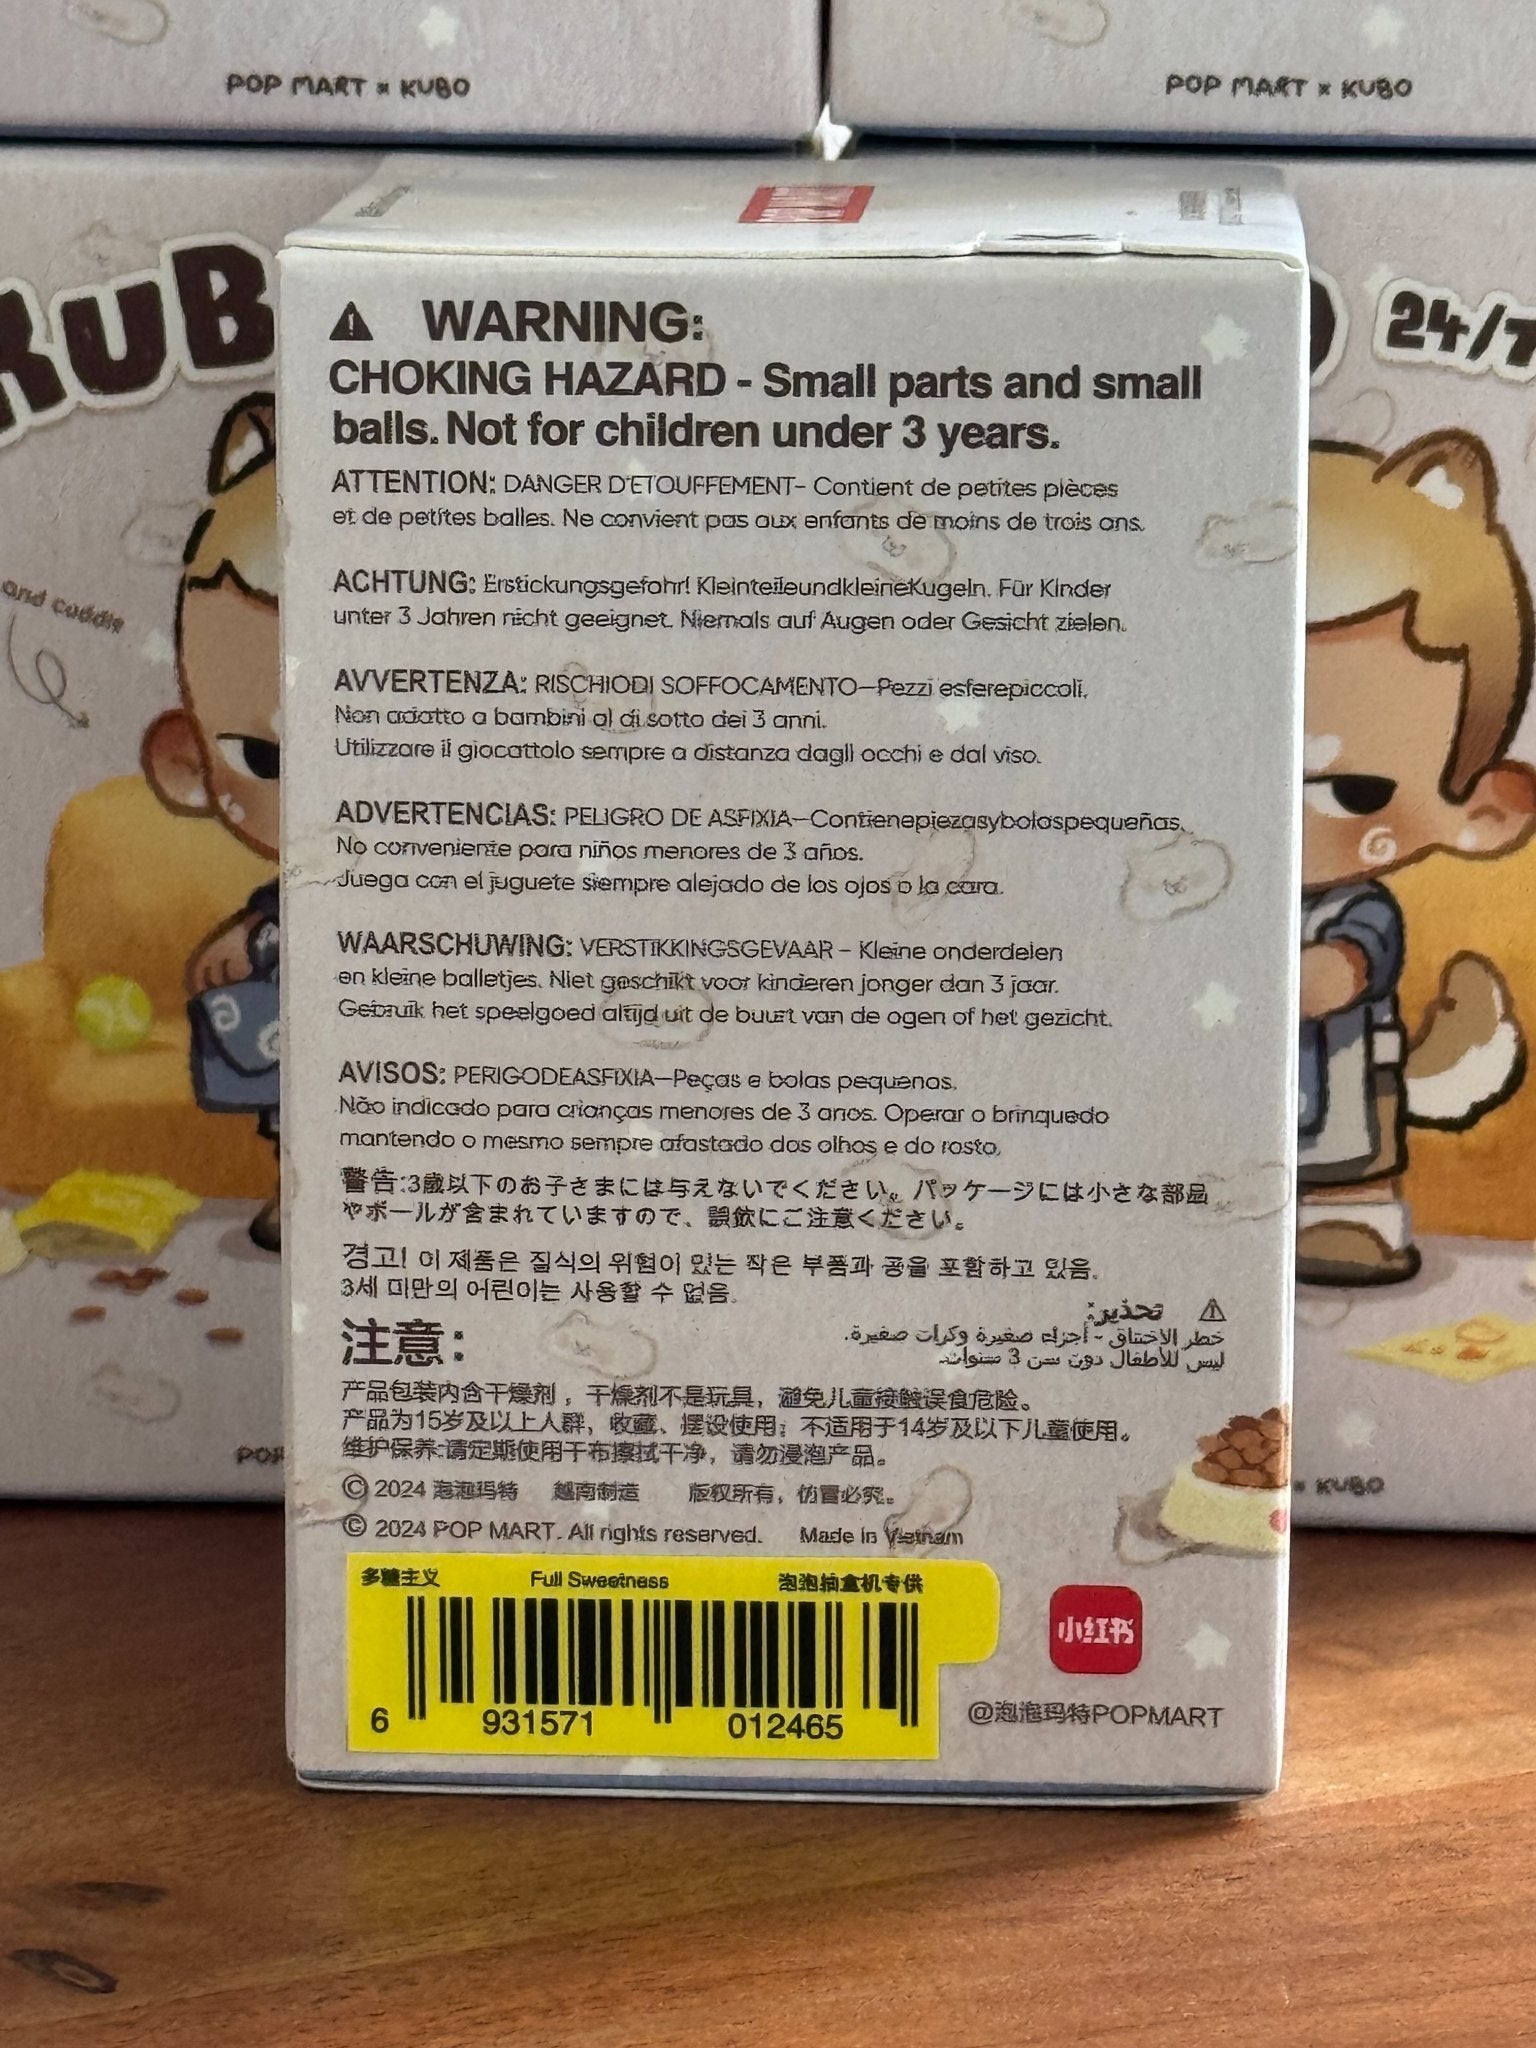 POP MART × KUBO
POP MART × KUBO
KUB
24/7
and cuddle
WARNING:
CHOKING HAZARD - Small parts and small
balls. Not for children under 3 years.
ATTENTION: DANGER D'ETOUFFEMENT- Contient de petites pièces
et de petites balles. Ne convient pas aux enfants de moins de trois ans.
ACHTUNG: Erstickungsgefahr! KleinteileundkleineKugeln. Für Kinder
unter 3 Jahren nicht geeignet. Niemals auf Augen oder Gesicht zielen.
AVVERTENZA: RISCHIODI SOFFOCAMENTO—Pezzi esferepiccoli.
Non adatto a bambini al di sotto dei 3 anni.
Utilizzare il giocattolo sempre a distanza dagli occhi e dal viso.
ADVERTENCIAS: PELIGRO DE ASFIXIA—Contienepiezasybolaspequeñas.
No conveniente para niños menores de 3 años.
Juega con el juguete siempre alejado de los ojos o la cara.
WAARSCHUWING: VERSTIKKINGSGEVAAR - Kleine onderdelen
en kleine balletjes. Niet geschikt voor kinderen jonger dan 3 jaar.
Gebruik het speelgoed altijd uit de buurt van de ogen of het gezicht.
AVISOS: PERIGODEASFIXIA—Peças e bolas pequenas.
Não indicado para crianças menores de 3 anos. Operar o brinquedo
mantendo o mesmo sempre afastado dos olhos e do rosto.
警告:3歳以下のお子さまには与えないでください。パッケージには小さな部品
やボールが含まれていますので、誤飲にご注意ください。
경고! 이 제품은 질식의 위험이 있는 작은 부품과 공을 포함하고 있음.
3세 미만의 어린이는 사용할 수 없음.
تحذير:
خطر الاختناق - أجزاء صغيرة وكرات صغيرة.
ليس للأطفال دون سن 3 سنوات.
注意：
产品包装内含干燥剂，干燥剂不是玩具，避免儿童接触误食危险。
产品为15岁及以上人群，收藏、摆设使用；不适用于14岁及以下儿童使用。
维护保养:请定期使用干布擦拭干净，请勿浸泡产品。
© 2024 泡泡玛特 越南制造 版权所有，仿冒必究。
© 2024 POP MART. All rights reserved. Made in Vietnam
多糖主义 Full Sweetness 泡泡抽盒机专供
6 931571 012465
小红书
@泡泡玛特POPMART
POP
× KUBO